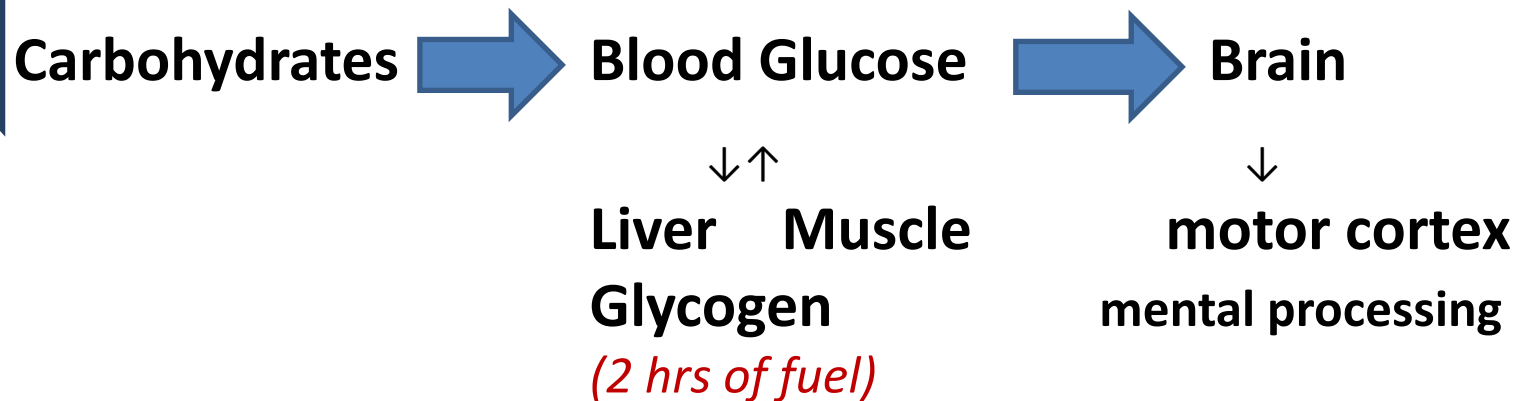 Carbohydrates Blood Glucose Brain
↓↑ ↓
Liver Muscle motor cortex
Glycogen mental processing
(2 hrs of fuel)